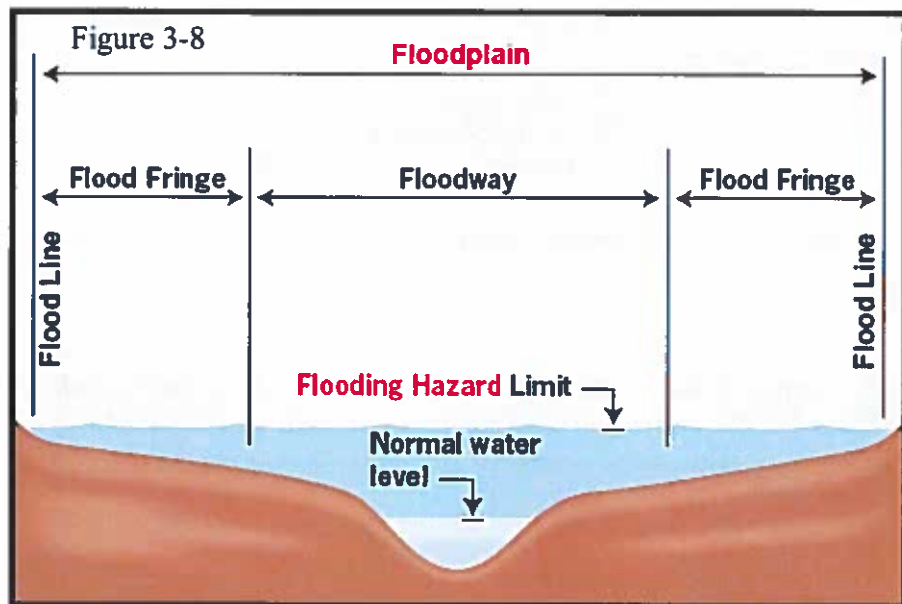 Figure 3-8
Floodplain
Flood Fringe
Floodway
Flood Fringe
Flood Line
Flood Line
Flooding Hazard Limit
Normal water
level